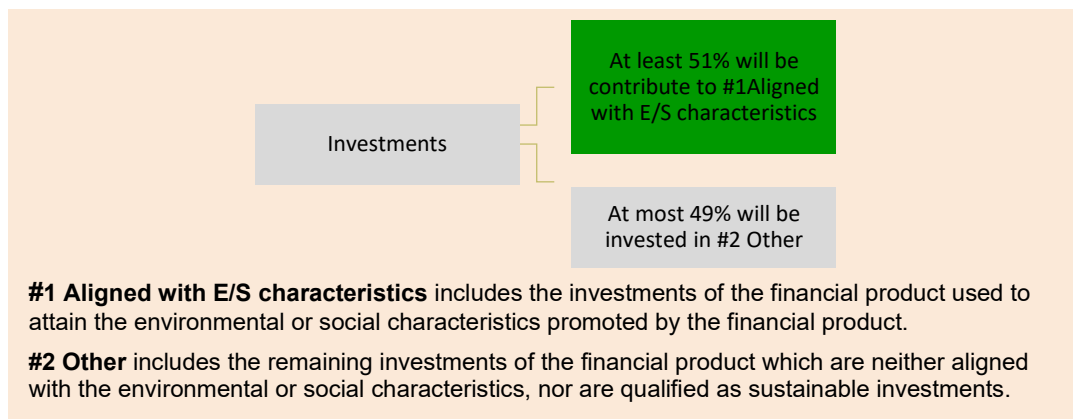 At least 51% will be
contribute to #1Aligned
with E/S characteristics
Investments
At most 49% will be
invested in #2 Other
#1 Aligned with E/S characteristics includes the investments of the financial product used to
attain the environmental or social characteristics promoted by the financial product.
#2 Other includes the remaining investments of the financial product which are neither aligned
with the environmental or social characteristics, nor are qualified as sustainable investments.